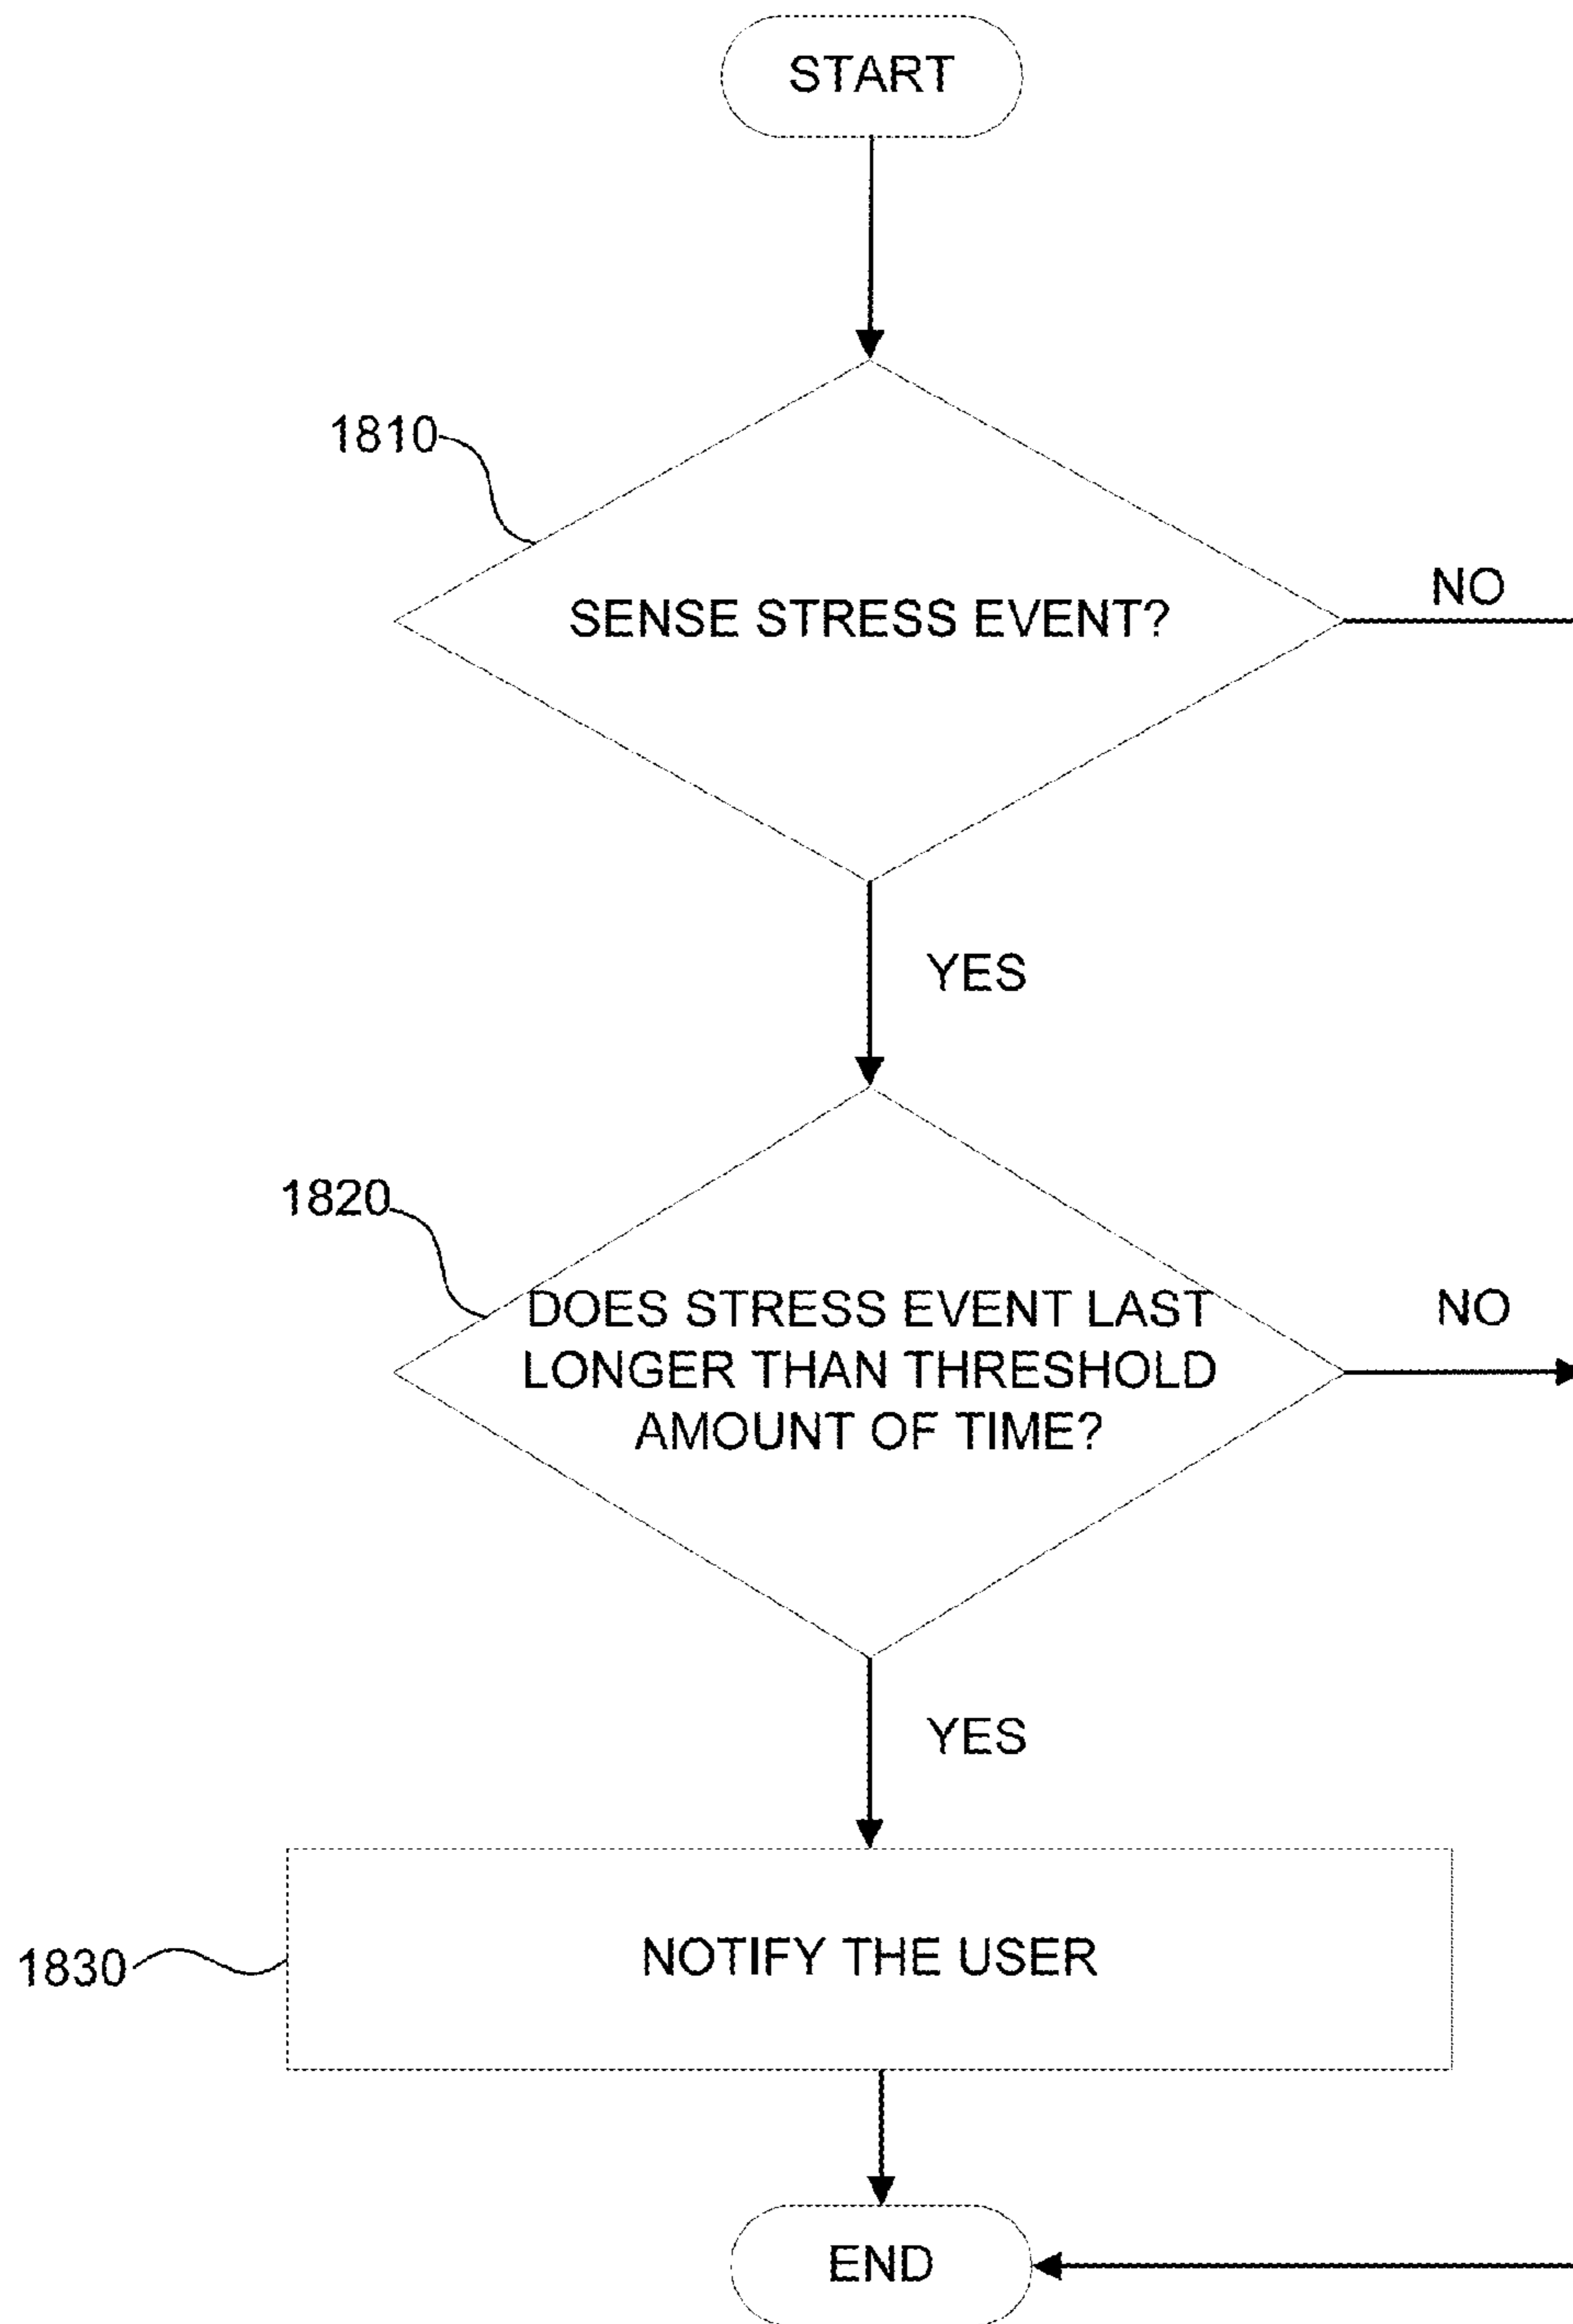 START
1810
SENSE STRESS EVENT?
NO
YES
1820
DOES STRESS EVENT LAST
LONGER THAN THRESHOLD
AMOUNT OF TIME?
NO
YES
1830
NOTIFY THE USER
END